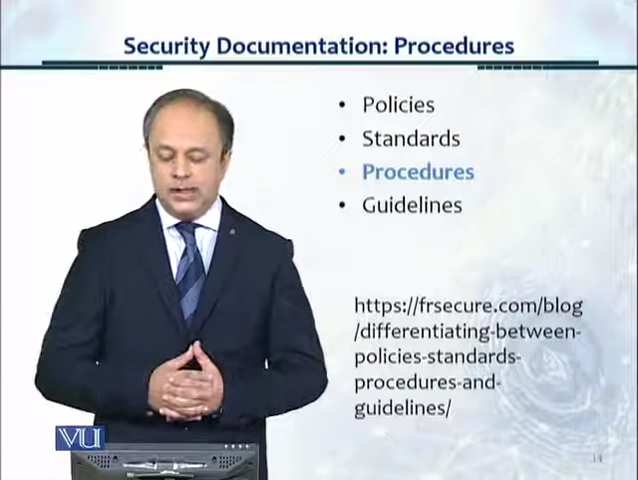 Security Documentation: Procedures
• Policies
• Standards
• Procedures
• Guidelines
https://frsecure.com/blog
/differentiating-between-
policies-standards-
procedures-and-
guidelines/
VU
14